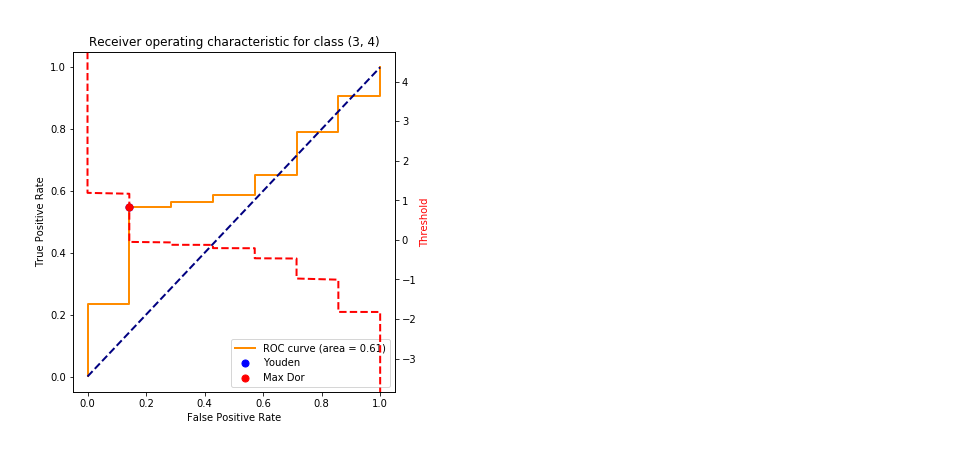 Receiver operating characteristic for class (3, 4)
1.0
0.8
0.6
0.4
0.2
0.0
True Positive Rate
4
3
2
1
0
−1
−2
−3
Threshold
ROC curve (area = 0.61)
Youden
Max Dor
0.0 0.2 0.4 0.6 0.8 1.0
False Positive Rate